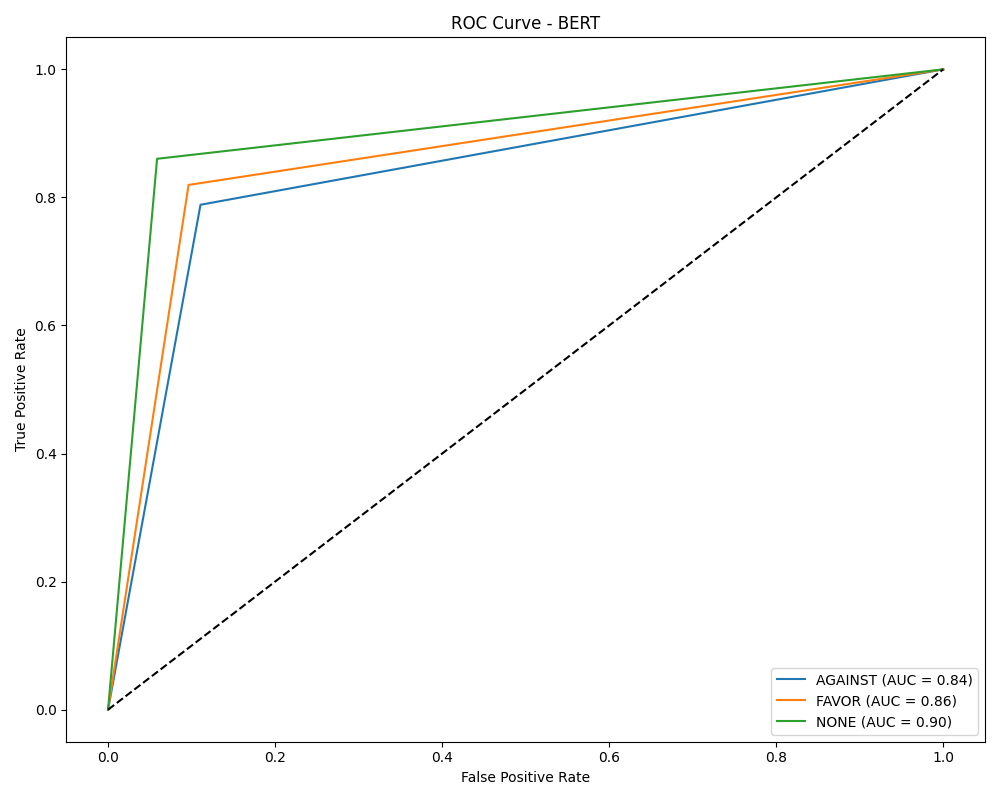 ROC Curve - BERT
True Positive Rate
1.0
0.8
0.6
0.4
0.2
0.0
0.0 0.2 0.4 0.6 0.8 1.0
False Positive Rate
AGAINST (AUC = 0.84)
FAVOR (AUC = 0.86)
NONE (AUC = 0.90)